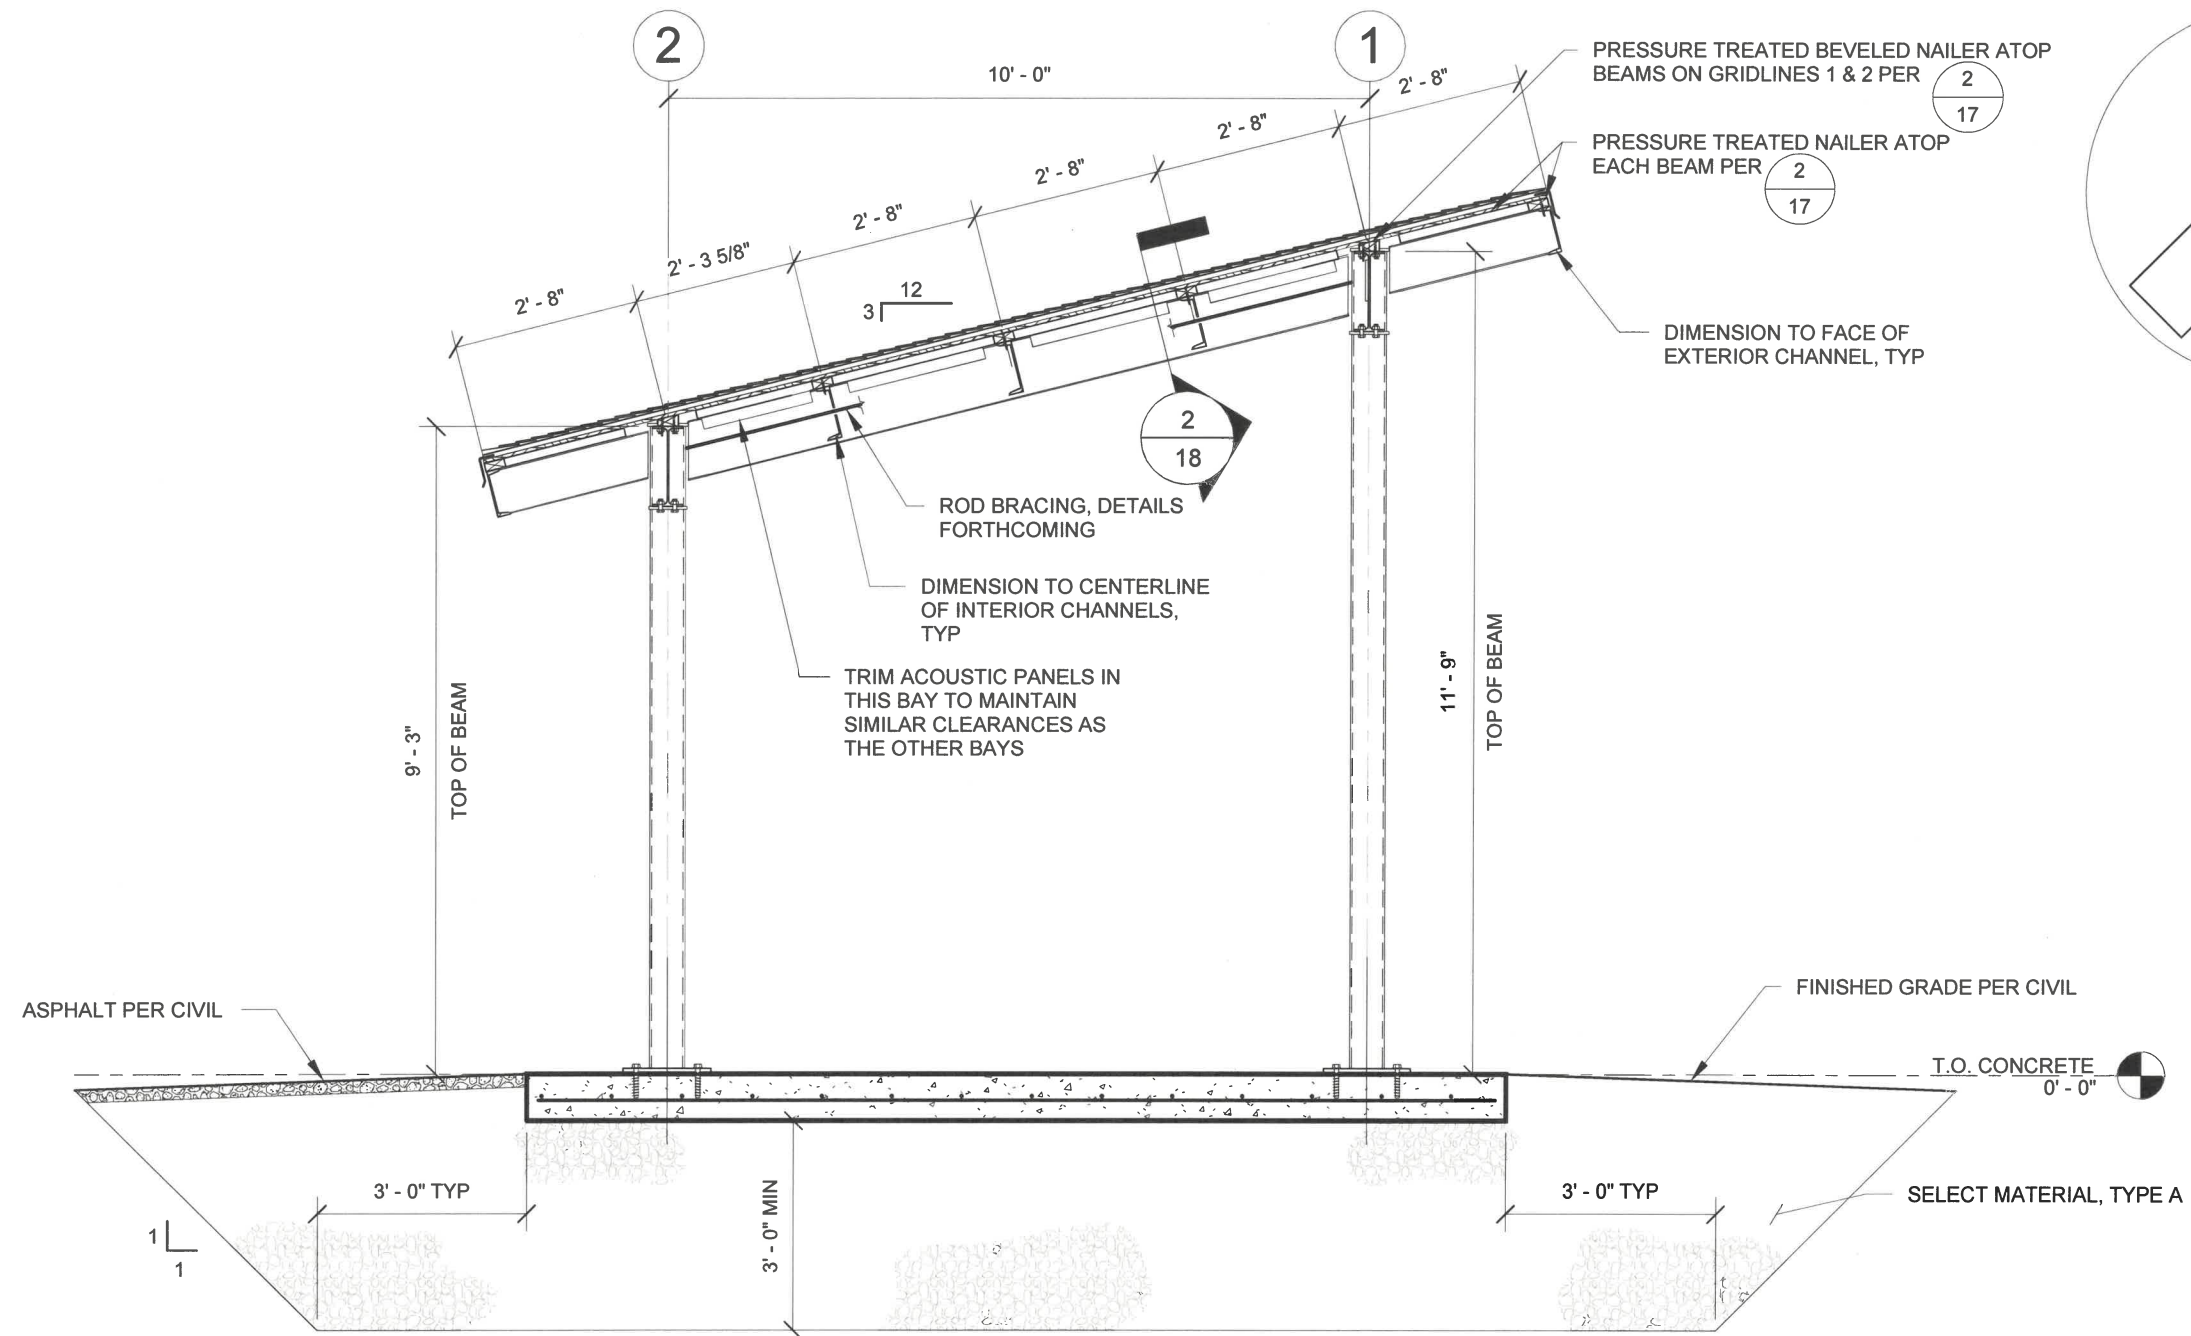 2
1
10' - 0"
2' - 8"
2' - 8"
2' - 8"
2' - 8"
2' - 3 5/8"
2' - 8"
12
3
PRESSURE TREATED BEVELED NAILER ATOP
BEAMS ON GRIDLINES 1 & 2 PER
2
17
PRESSURE TREATED NAILER ATOP
EACH BEAM PER
2
17
DIMENSION TO FACE OF
EXTERIOR CHANNEL, TYP
2
18
ROD BRACING, DETAILS
FORTHCOMING
DIMENSION TO CENTERLINE
OF INTERIOR CHANNELS,
TYP
TRIM ACOUSTIC PANELS IN
THIS BAY TO MAINTAIN
SIMILAR CLEARANCES AS
THE OTHER BAYS
9' - 3"
TOP OF BEAM
11' - 9"
TOP OF BEAM
ASPHALT PER CIVIL
FINISHED GRADE PER CIVIL
T.O. CONCRETE
0' - 0"
3' - 0" TYP
3' - 0" MIN
3' - 0" TYP
SELECT MATERIAL, TYPE A
1
1